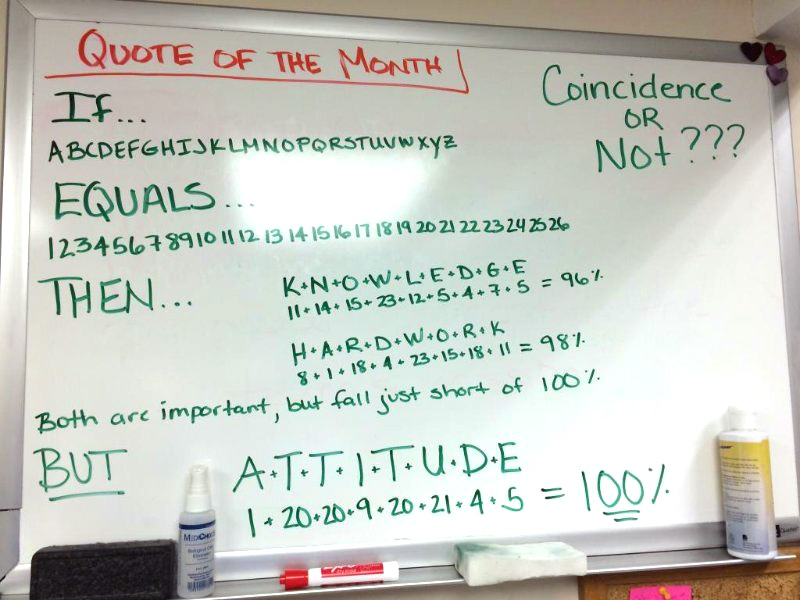 QUOTE OF THE MONTH
Coincidence
OR
Not ???
If...
ABCDEFGHIJKLMNOPQRSTUVWXYZ
EQUALS...
1 2 3 4 5 6 7 8 9 10 11 12 13 14 15 16 17 18 19 20 21 22 23 24 25 26
THEN...
K+N+O+W+L+E+D+G+E
11+14+15+23+12+5+4+7+5 = 96%
H+A+R+D+W+O+R+K
8+1+18+4+23+15+18+11 = 98%
Both are important, but fall just short of 100%
BUT
A+T+T+I+T+U+D+E
1+20+20+9+20+21+4+5 = 100%
EXPO